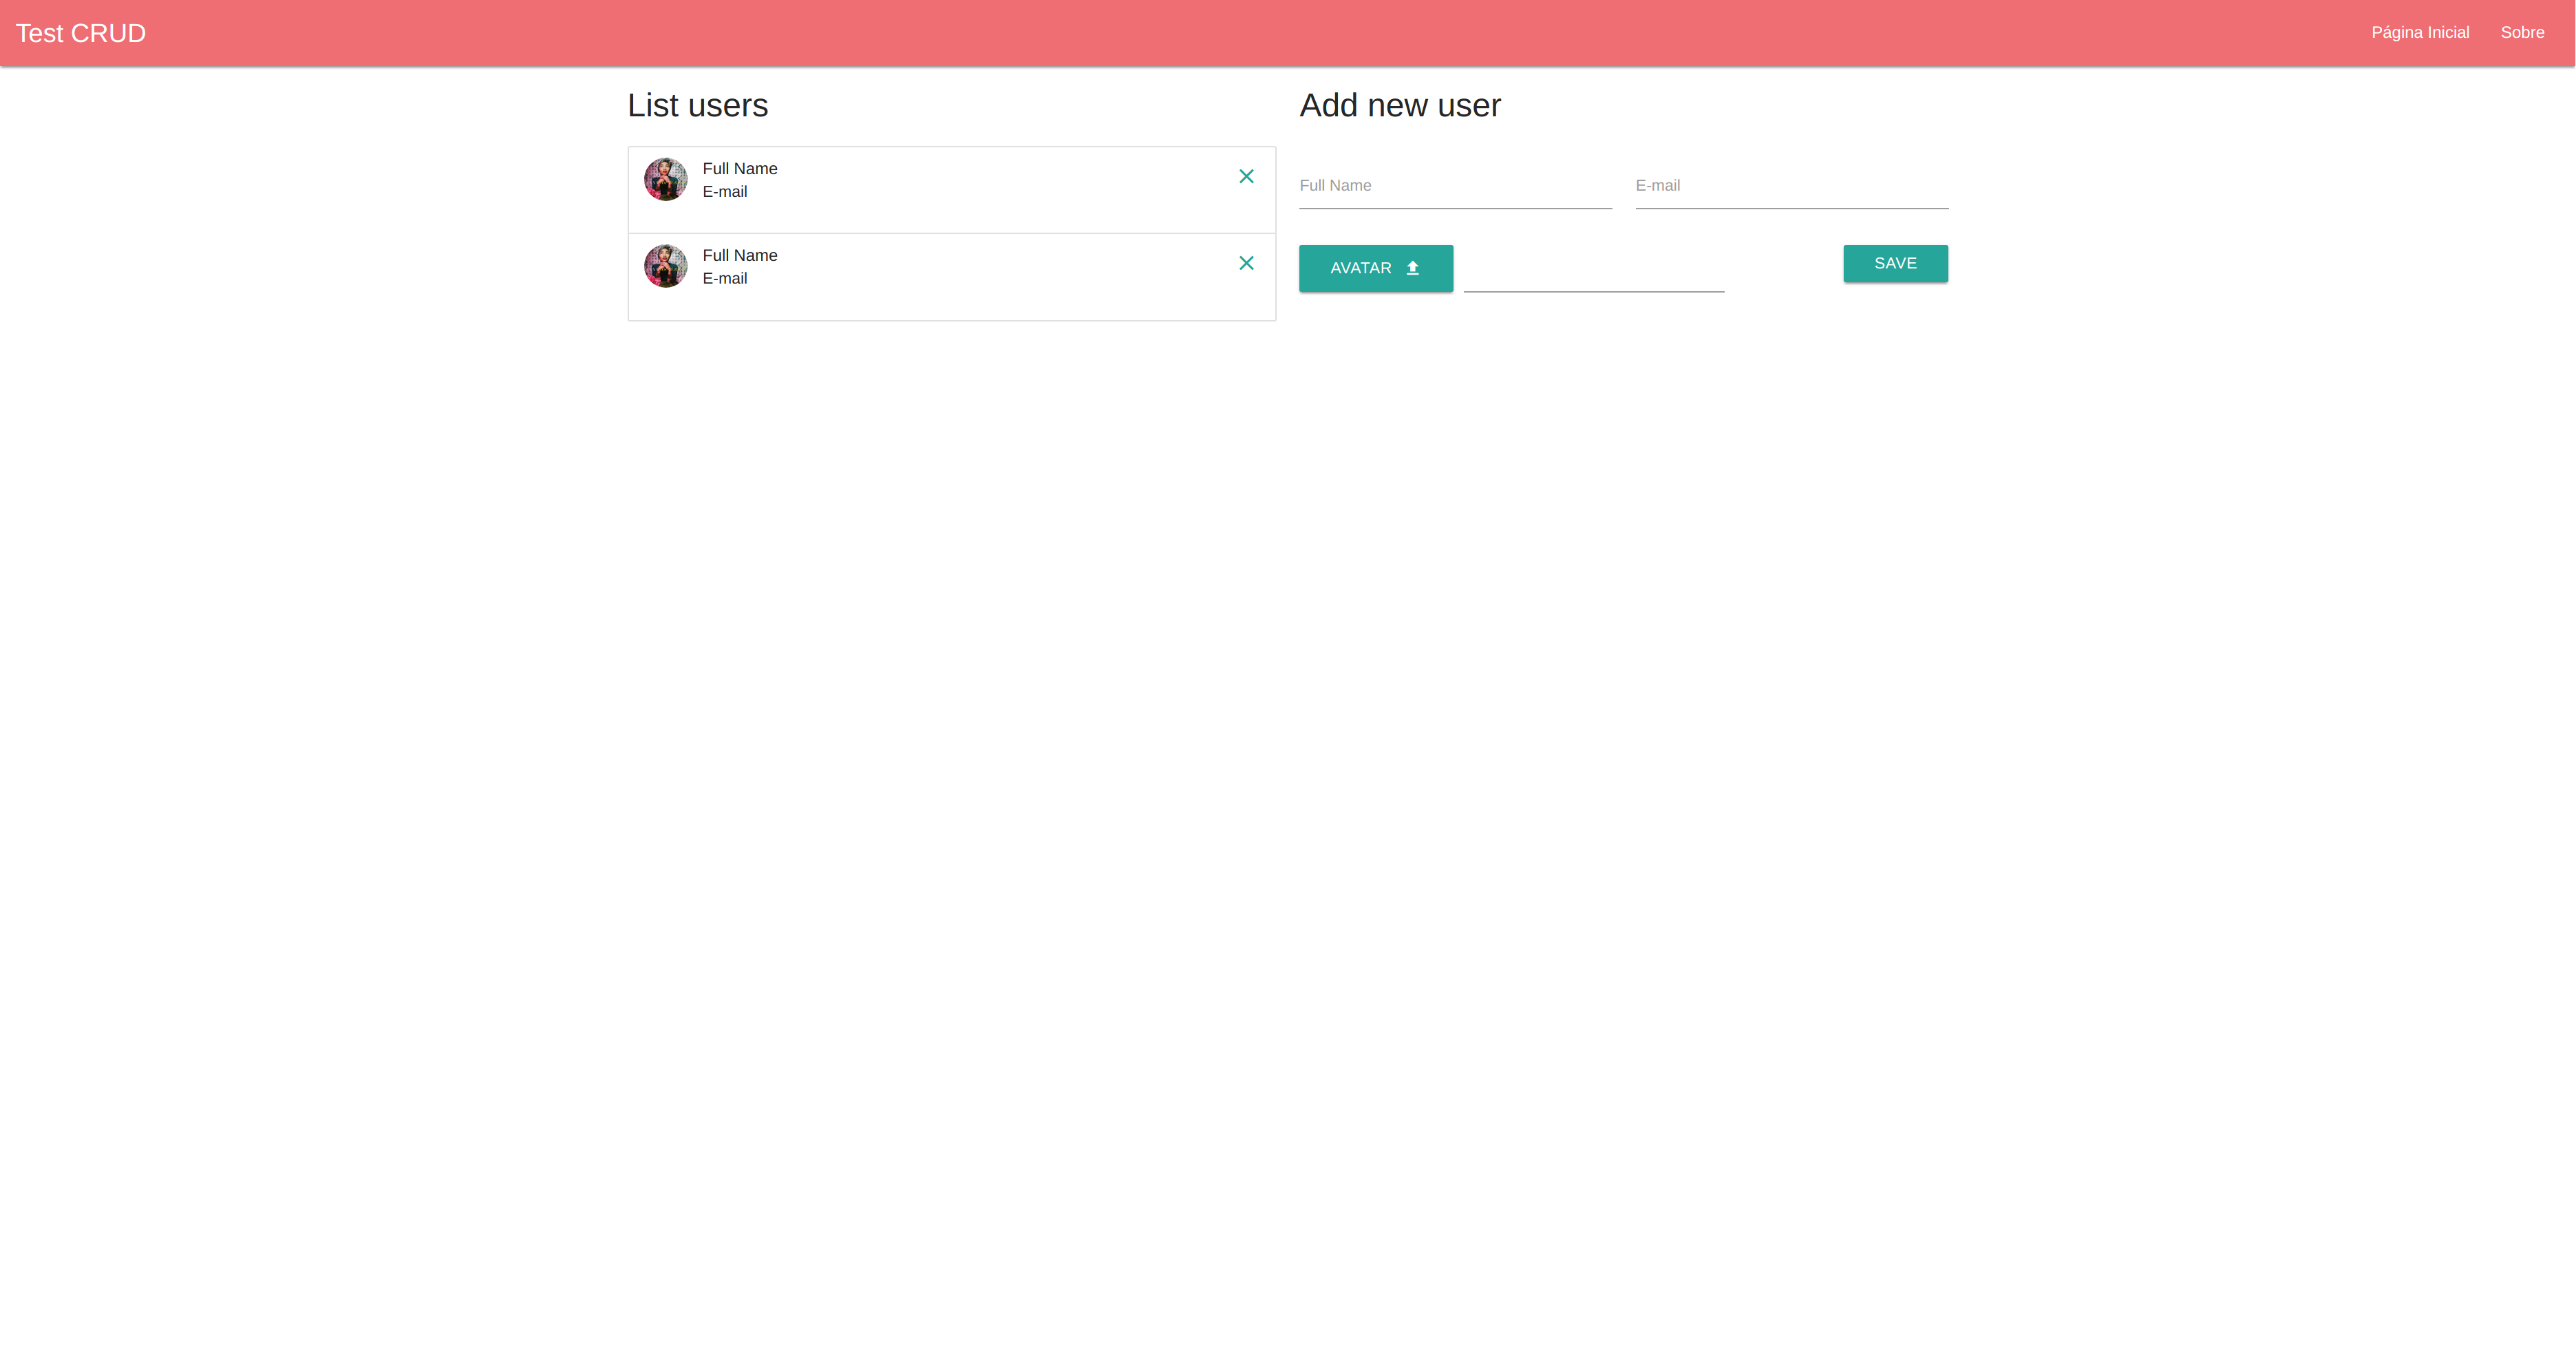 Test CRUD
Página Inicial
Sobre
List users
Full Name
E-mail
Full Name
E-mail
Add new user
Full Name
E-mail
AVATAR
SAVE